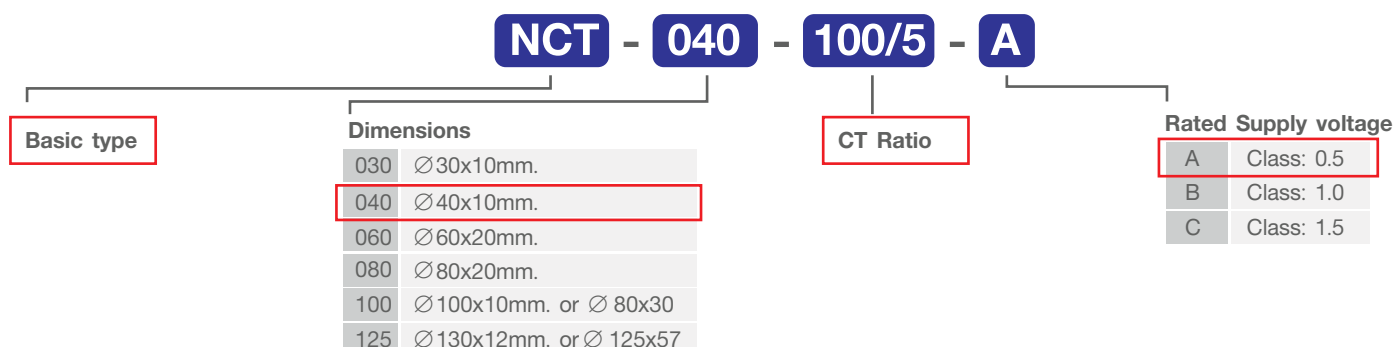 NCT - 040 - 100/5 - A
Basic type
Dimensions
030 ∅30x10mm.
040 ∅40x10mm.
060 ∅60x20mm.
080 ∅80x20mm.
100 ∅100x10mm. or ∅ 80x30
125 ∅130x12mm. or ∅ 125x57
CT Ratio
Rated Supply voltage
A Class: 0.5
B Class: 1.0
C Class: 1.5